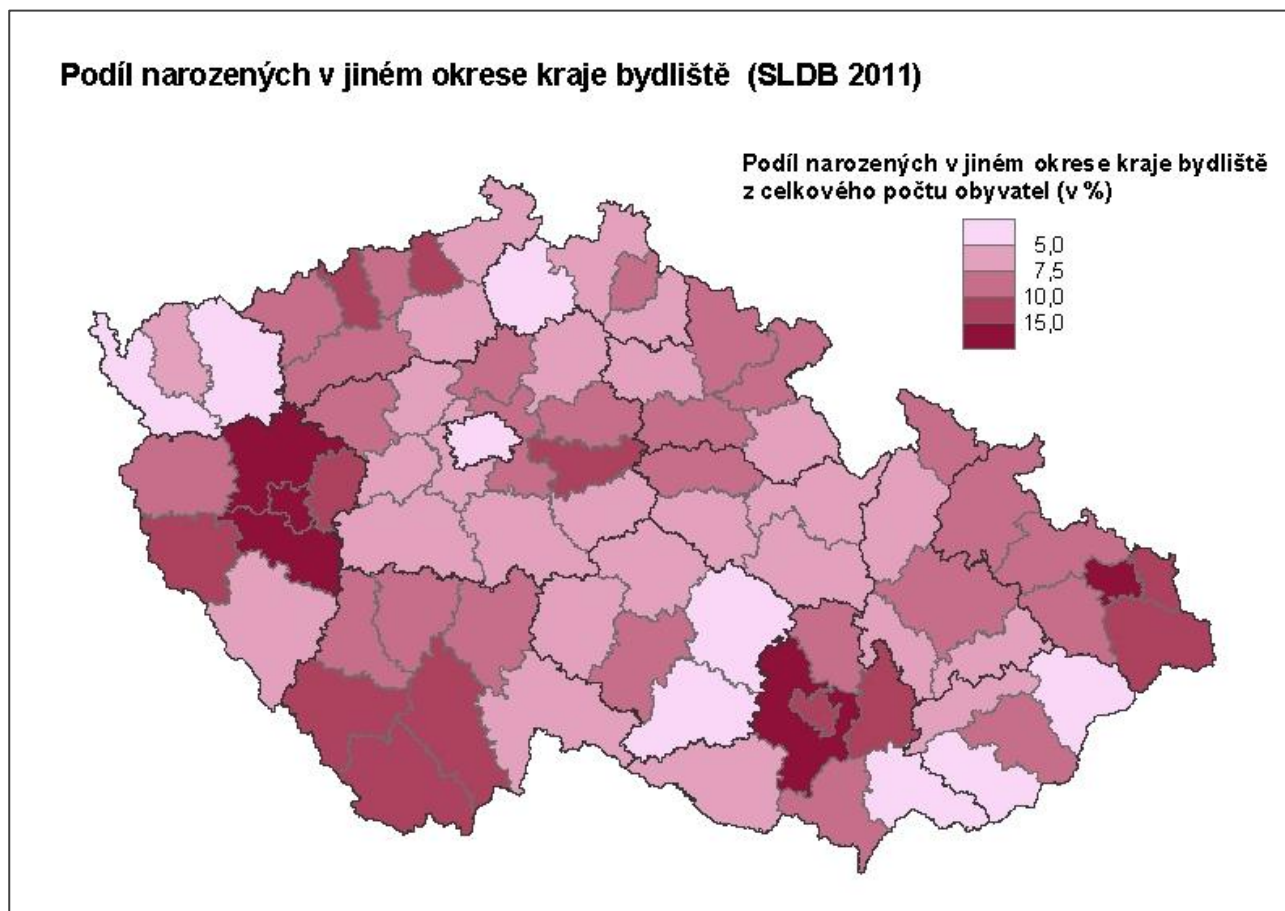 Podíl narozených v jiném okrese kraje bydliště (SLDB 2011)
Podíl narozených v jiném okrese kraje bydliště
z celkového počtu obyvatel (v %)
5,0
7,5
10,0
15,0